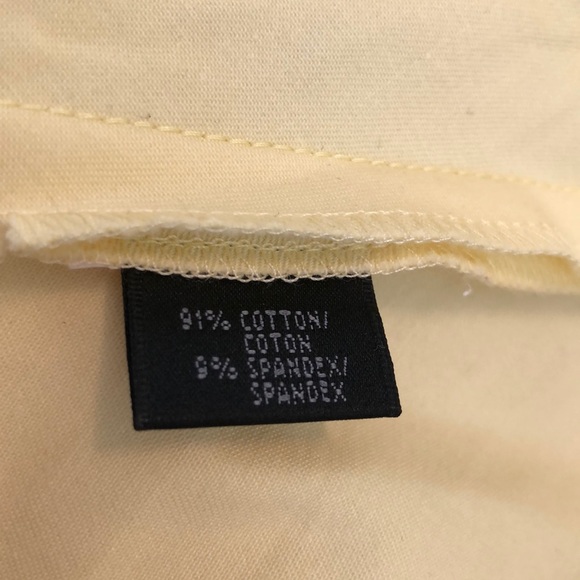 91% COTTON/
COTON
9% SPANDEX/
SPANDEX